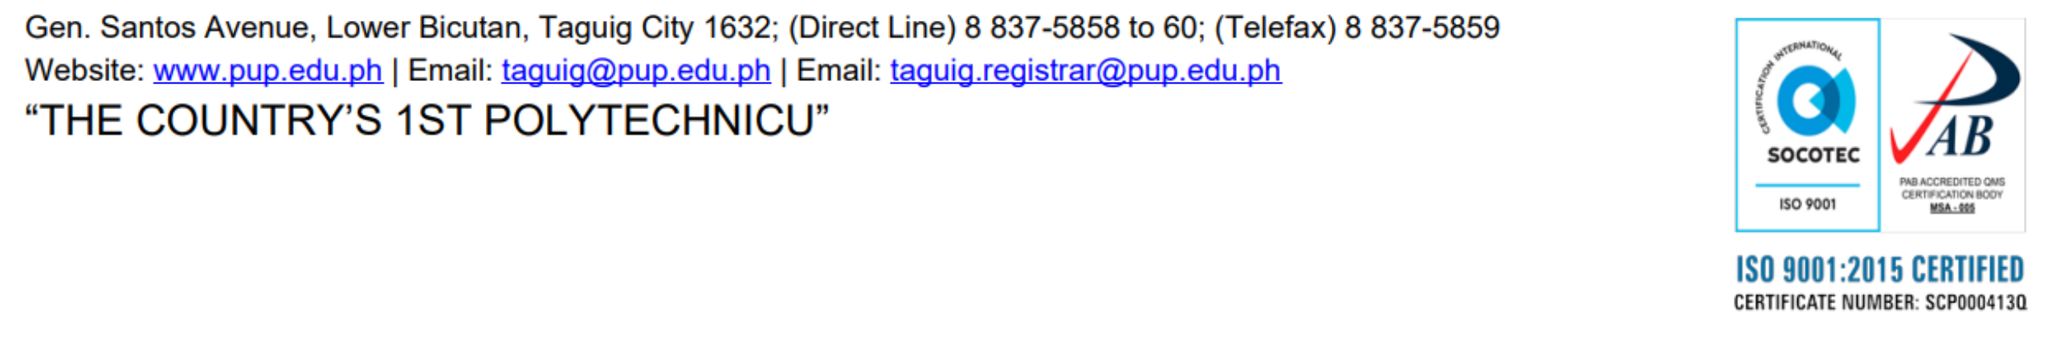 Gen. Santos Avenue, Lower Bicutan, Taguig City 1632; (Direct Line) 8 837-5858 to 60; (Telefax) 8 837-5859
Website: www.pup.edu.ph | Email: taguig@pup.edu.ph | Email: taguig.registrar@pup.edu.ph
“THE COUNTRY’S 1ST POLYTECHNICU”
CERTIFICATION INTERNATIONAL
SOCOTEC
ISO 9001
PAB
PAB ACCREDITED QMS
CERTIFICATION BODY
MSA - 005
ISO 9001:2015 CERTIFIED
CERTIFICATE NUMBER: SCP000413Q